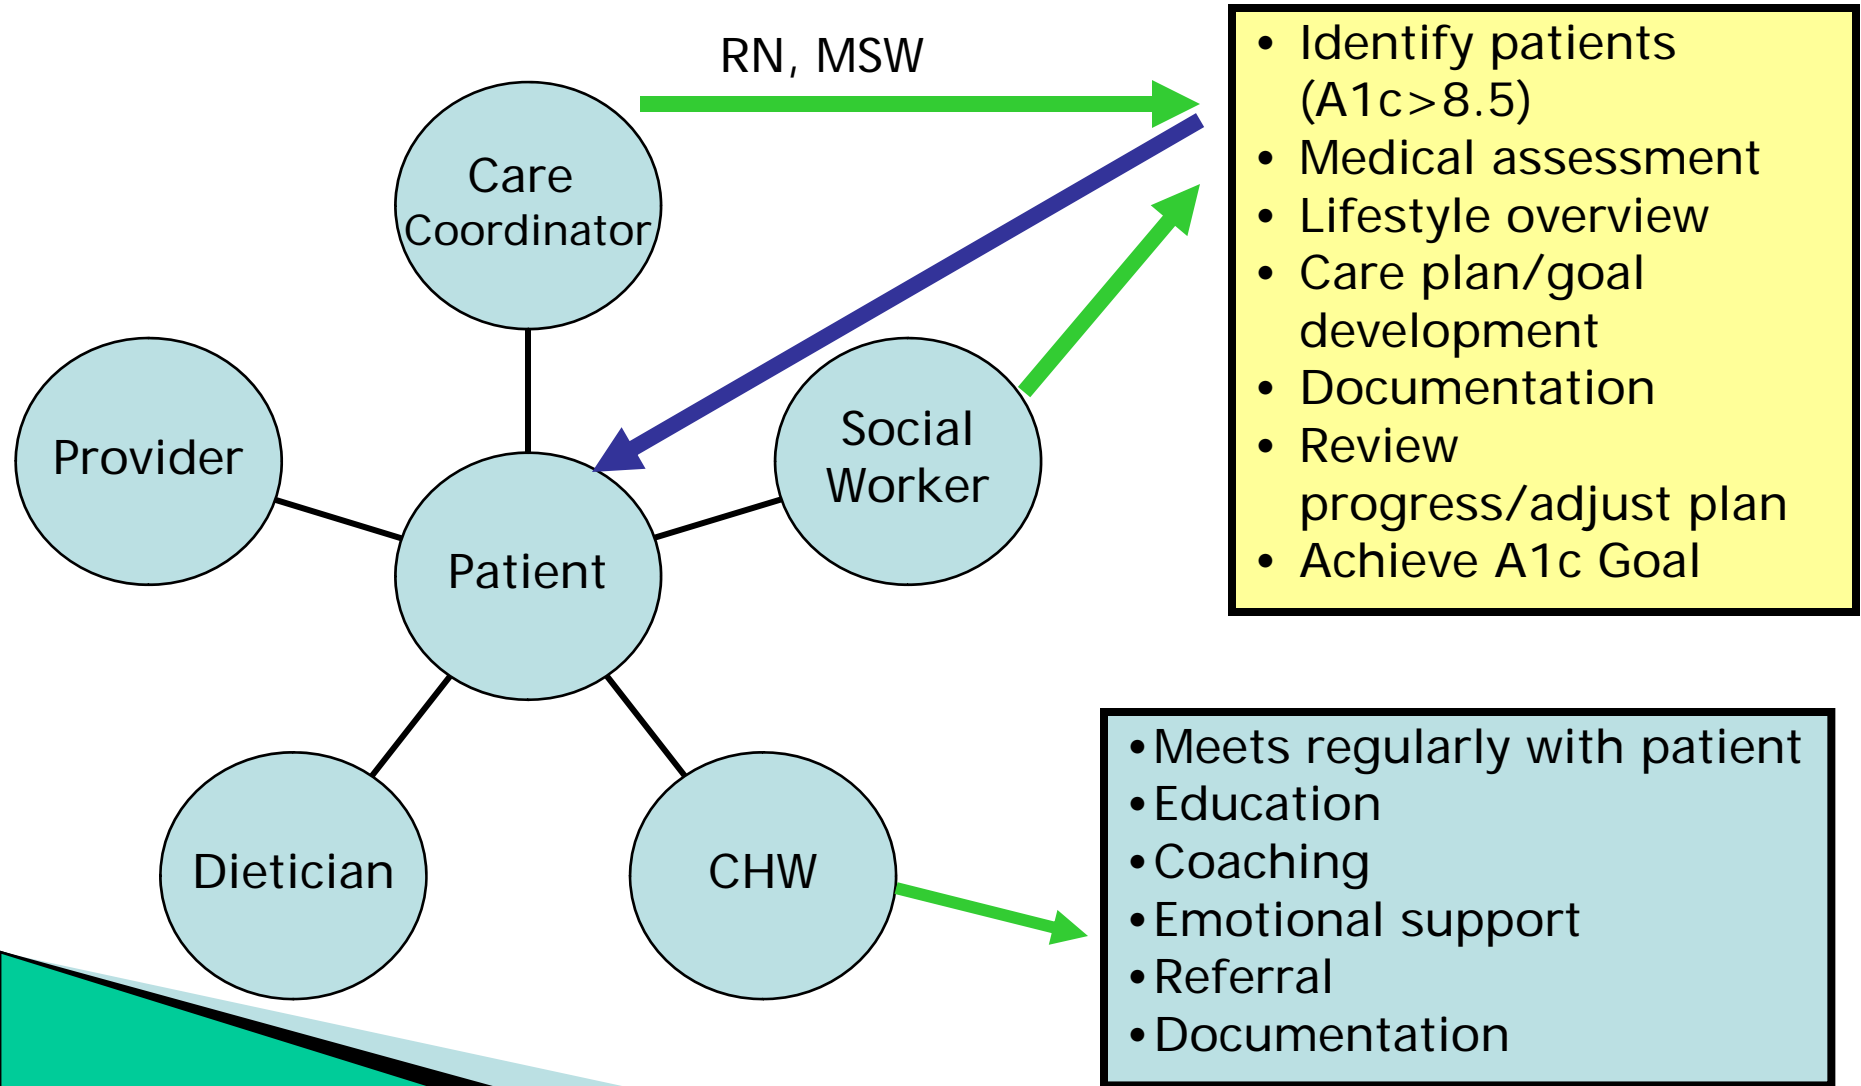 RN, MSW
Care
Coordinator
Provider
Social
Worker
Patient
Dietician
CHW
• Identify patients
(A1c>8.5)
• Medical assessment
• Lifestyle overview
• Care plan/goal
development
• Documentation
• Review
progress/adjust plan
• Achieve A1c Goal
•Meets regularly with patient
•Education
•Coaching
•Emotional support
•Referral
•Documentation